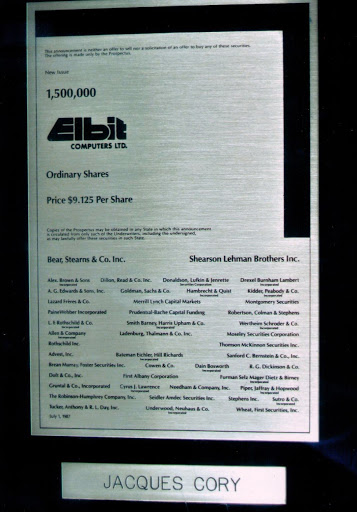 This announcement is neither an offer to sell nor a solicitation of an offer to buy any of these securities.
The offering is made only by the Prospectus.
New Issue
1,500,000
Elbit
COMPUTERS LTD.
Ordinary Shares
Price $9.125 Per Share
Copies of the Prospectus may be obtained in any State in which this announcement
is circulated from only such of the Underwriters, including the undersigned,
as may lawfully offer these securities in such State.
Bear, Stearns & Co. Inc. Shearson Lehman Brothers Inc.
Alex. Brown & Sons Dillon, Read & Co. Inc. Donaldson, Lufkin & Jenrette Drexel Burnham Lambert
Incorporated Securities Corporation Incorporated
A. G. Edwards & Sons, Inc. Goldman, Sachs & Co. Hambrecht & Quist Kidder, Peabody & Co.
Incorporated Incorporated
Lazard Frères & Co. Merrill Lynch Capital Markets Montgomery Securities
PaineWebber Incorporated Prudential-Bache Capital Funding Robertson, Colman & Stephens
L. F. Rothschild & Co. Smith Barney, Harris Upham & Co. Wertheim Schroder & Co.
Incorporated Incorporated Incorporated
Allen & Company Ladenburg, Thalmann & Co. Inc. Moseley Securities Corporation
Incorporated
Rothschild Inc. Thomson McKinnon Securities Inc.
Advest, Inc. Bateman Eichler, Hill Richards Sanford C. Bernstein & Co., Inc.
Incorporated
Brean Murray, Foster Securities Inc. Cowen & Co. Dain Bosworth R. G. Dickinson & Co.
Incorporated
Doft & Co., Inc. First Albany Corporation Furman Selz Mager Dietz & Birney
Incorporated
Gruntal & Co., Incorporated Cyrus J. Lawrence Needham & Company, Inc. Piper, Jaffray & Hopwood
Incorporated Incorporated
The Robinson-Humphrey Company, Inc. Seidler Amdec Securities Inc. Stephens Inc. Sutro & Co.
Incorporated
Tucker, Anthony & R. L. Day, Inc. Underwood, Neuhaus & Co. Wheat, First Securities, Inc.
Incorporated
July 1, 1987
JACQUES CORY